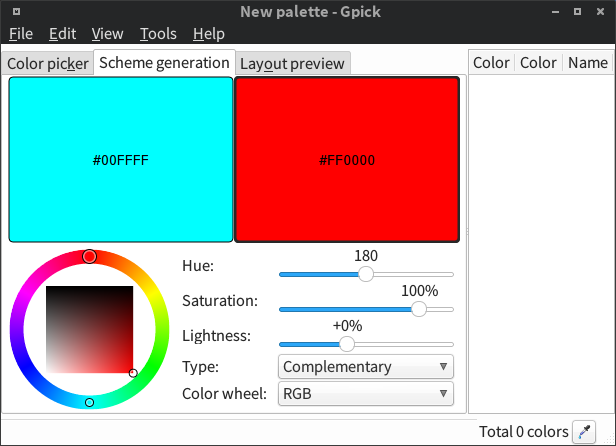 New palette - Gpick
File Edit View Tools Help
Color picker Scheme generation Layout preview
Color Color Name
#00FFFF #FF0000
Hue: 180
Saturation: 100%
Lightness: +0%
Type: Complementary
Color wheel: RGB
Total 0 colors